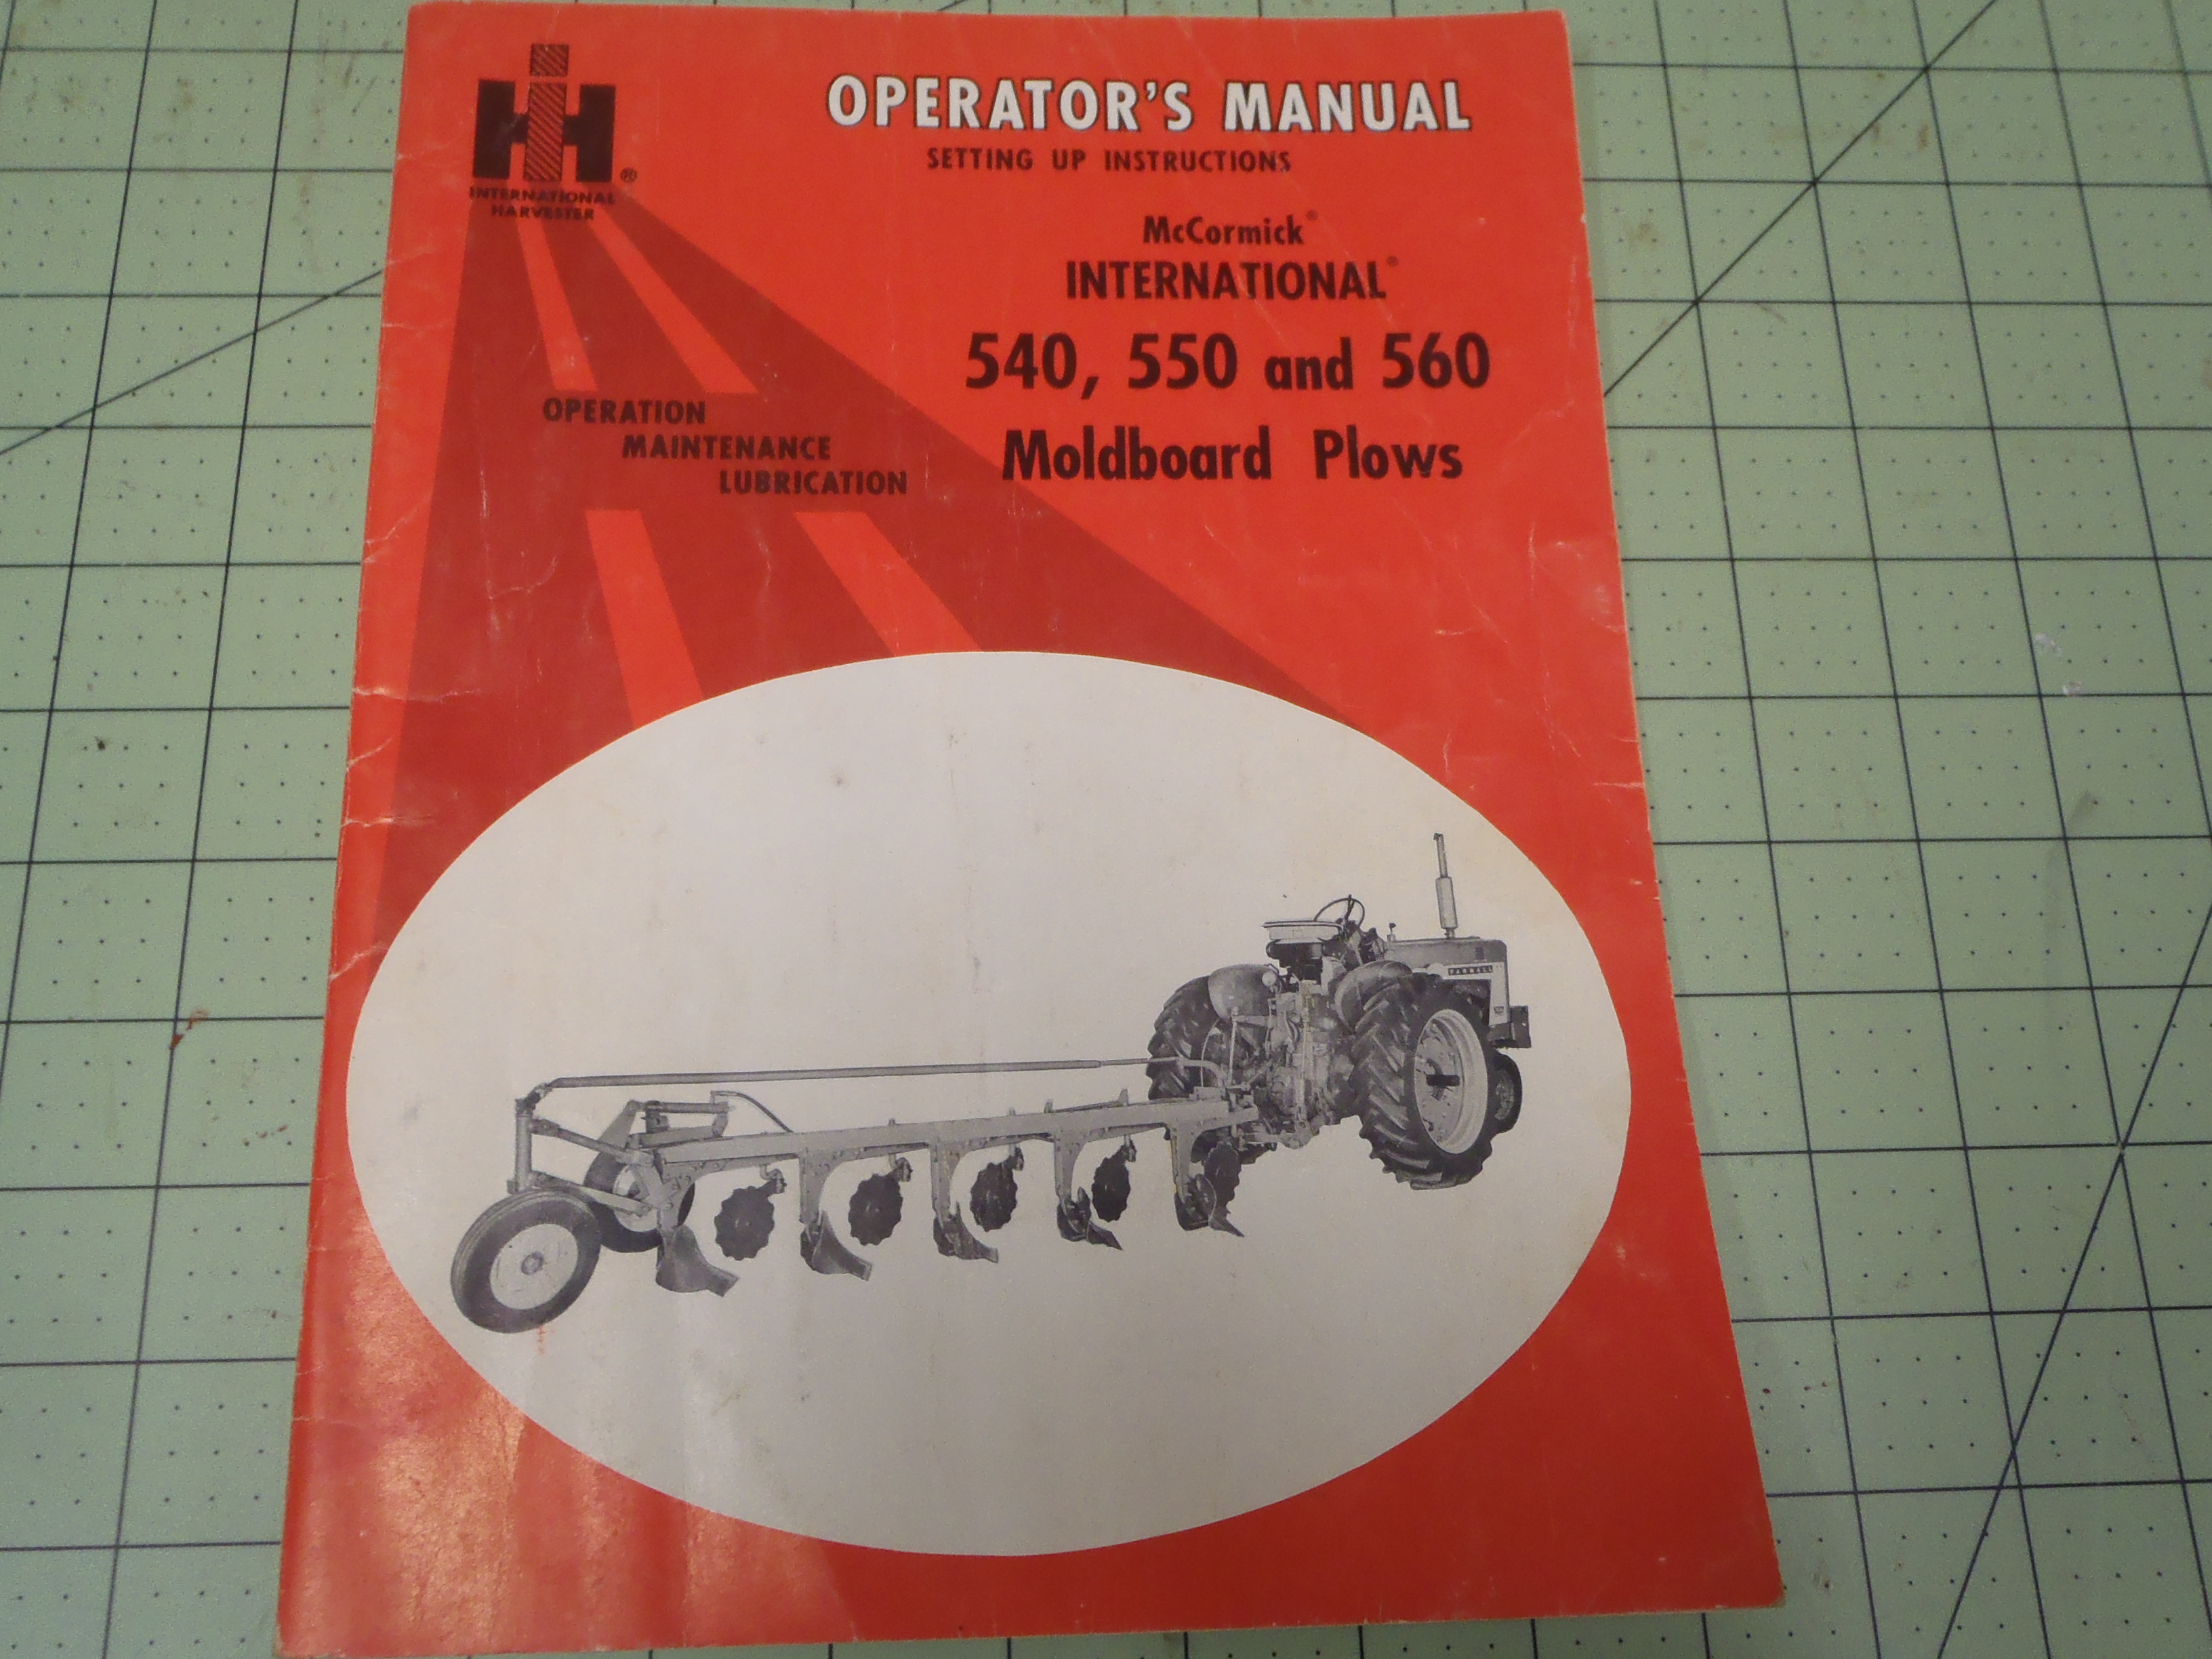 IH ®
INTERNATIONAL
HARVESTER
OPERATOR'S MANUAL
SETTING UP INSTRUCTIONS
McCormick®
INTERNATIONAL®
540, 550 and 560
Moldboard Plows
OPERATION
MAINTENANCE
LUBRICATION
FARMALL